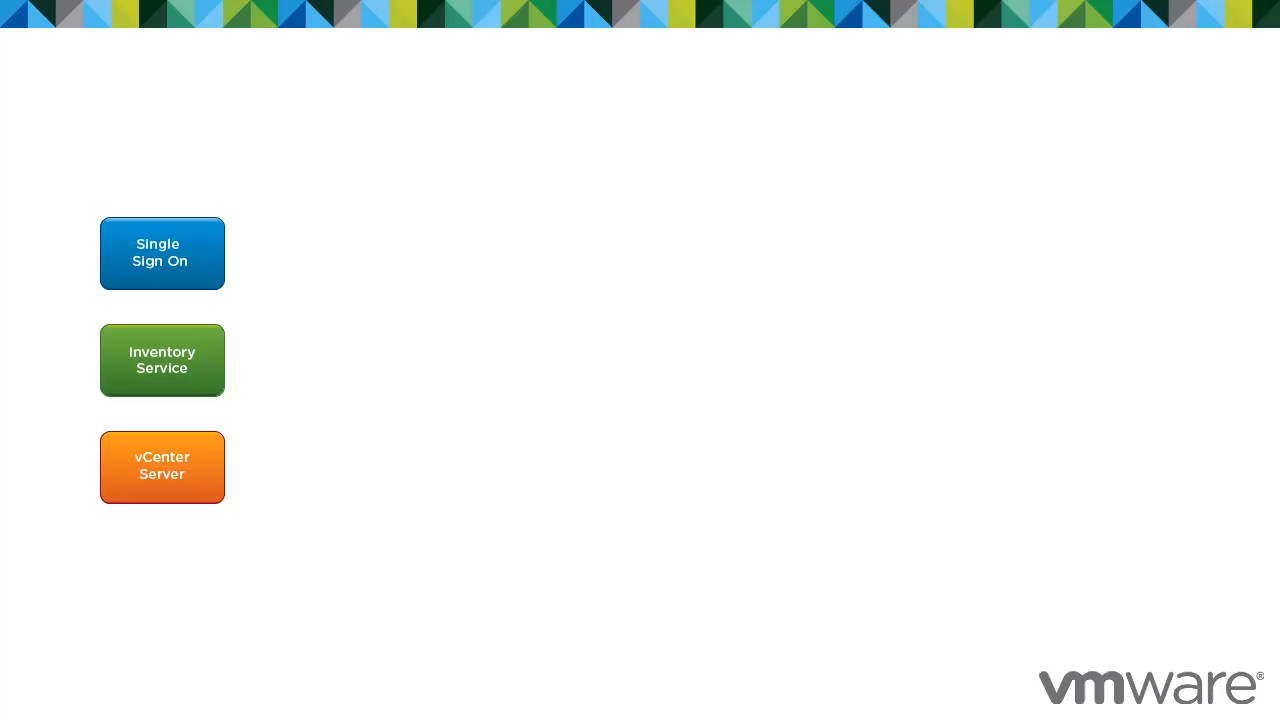 Single
Sign On
Inventory
Service
vCenter
Server
vmware®